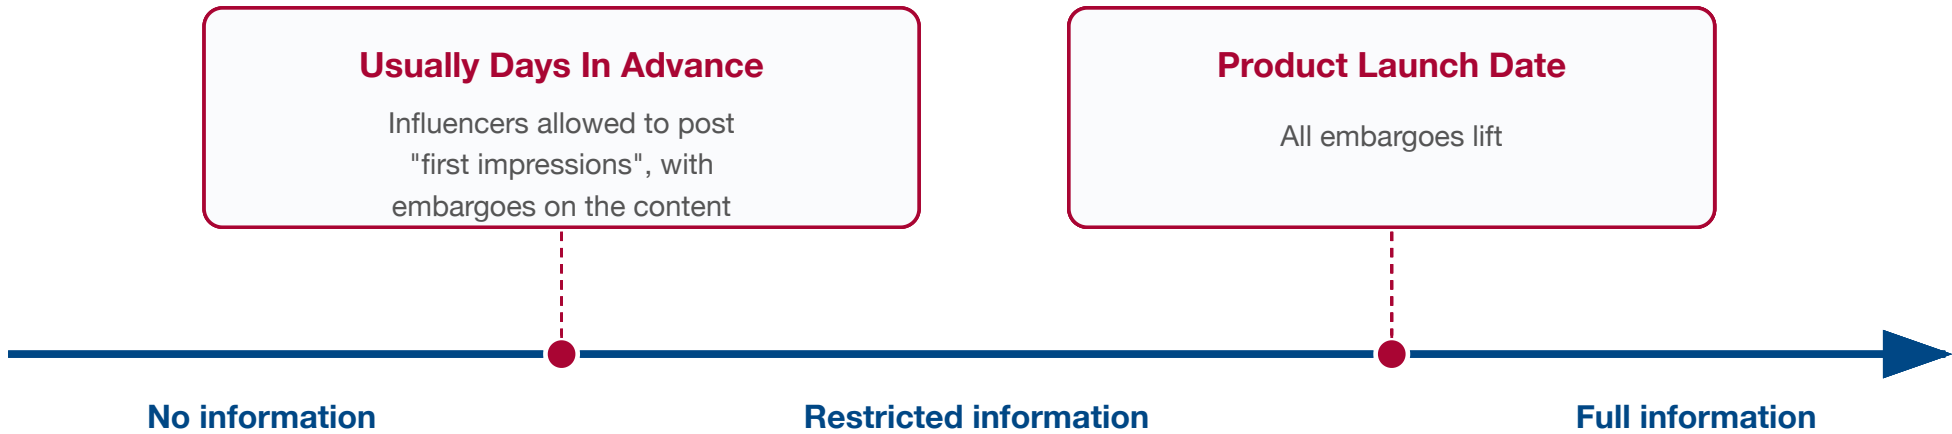 Usually Days In Advance
Influencers allowed to post
"first impressions", with
embargoes on the content
Product Launch Date
All embargoes lift
No information
Restricted information
Full information